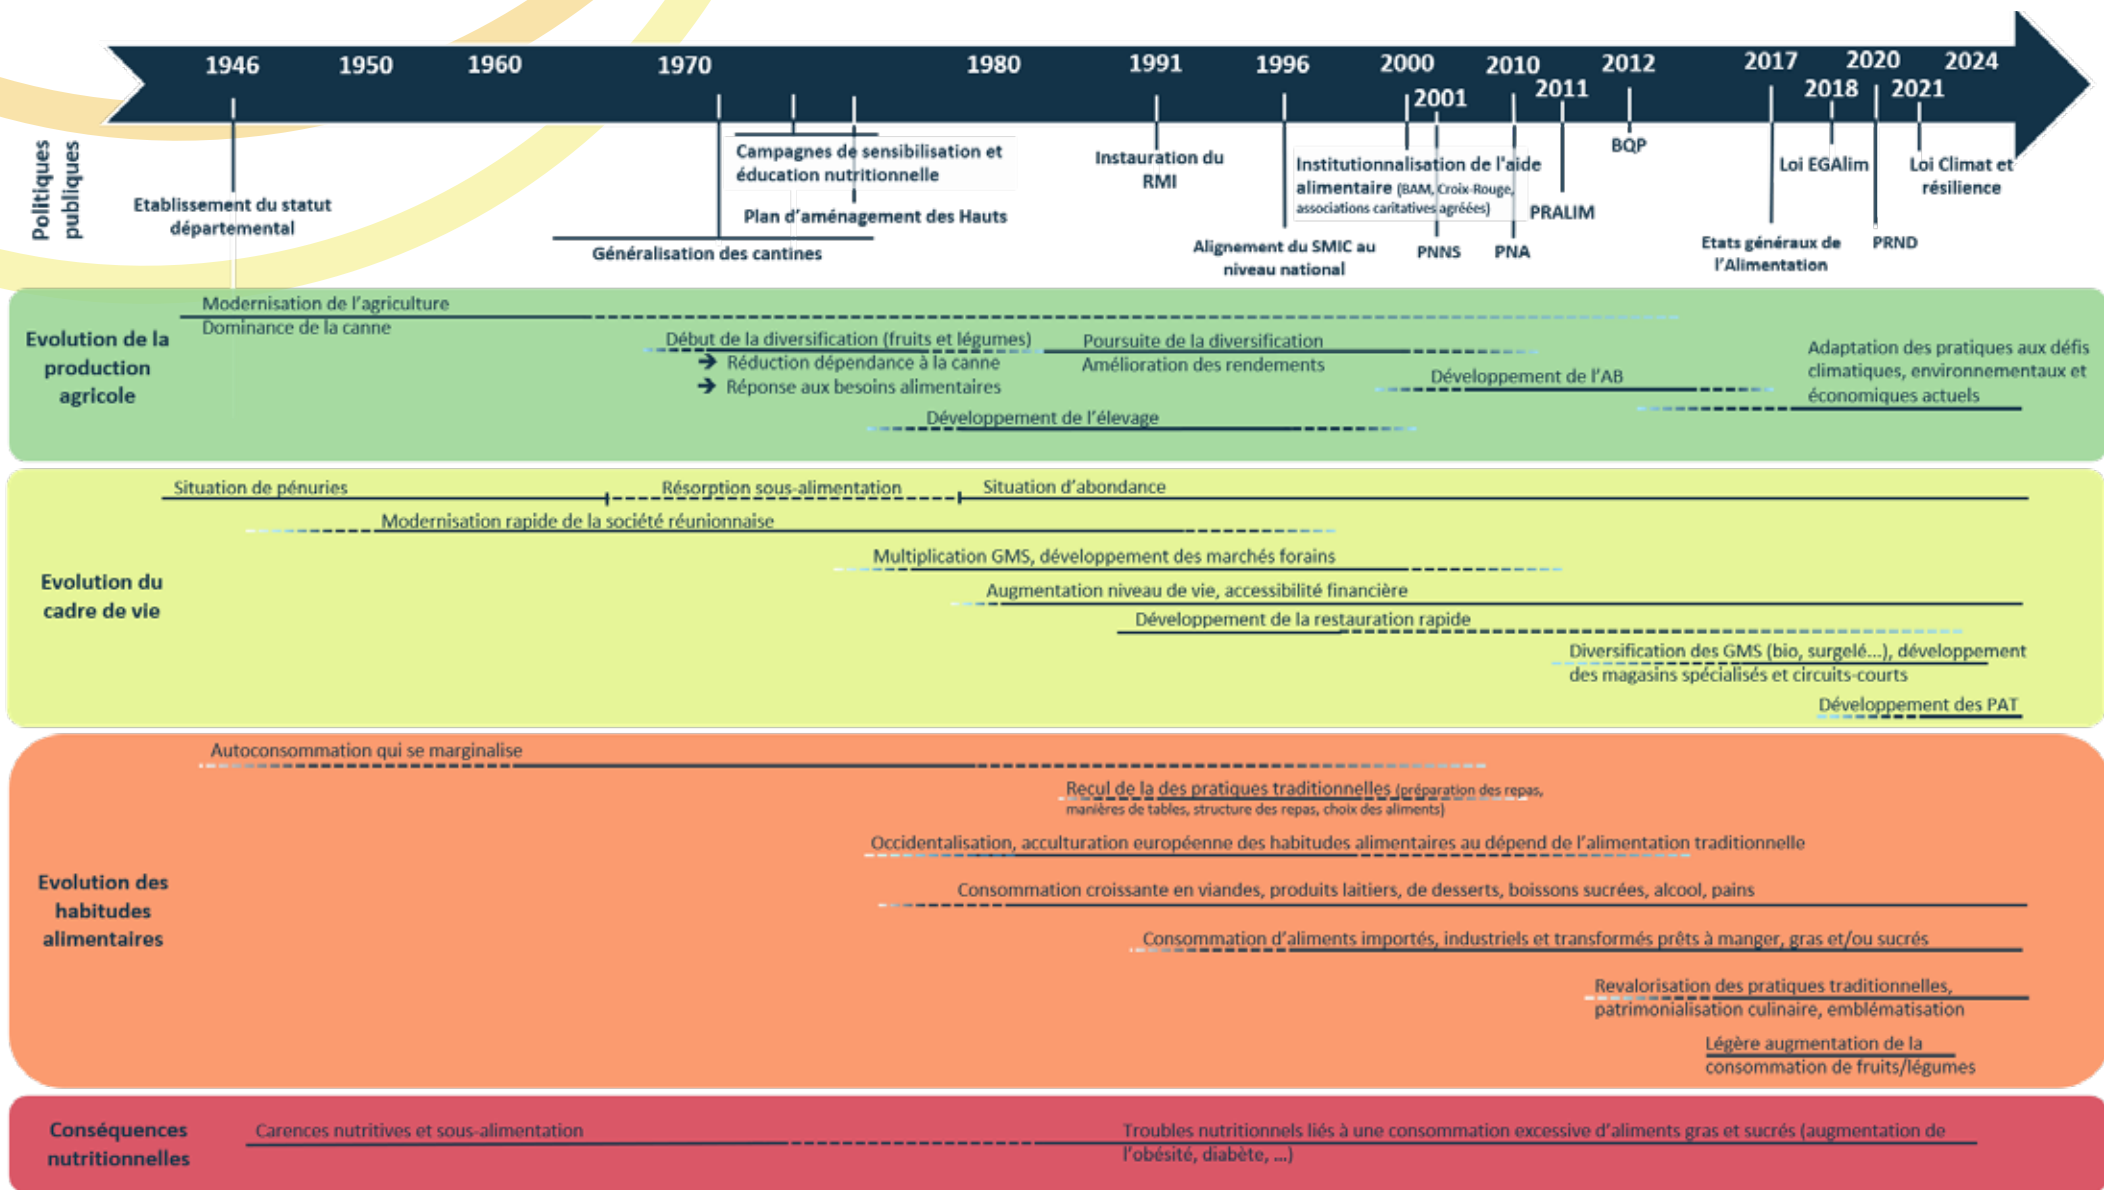 1946 1950 1960 1970 1980 1991 1996 2000 2010 2012 2017 2020 2024
2001 2011 2018 2021
Politiques
publiques
Etablissement du statut
départemental
Campagnes de sensibilisation et
éducation nutritionnelle
Plan d'aménagement des Hauts
Généralisation des cantines
Instauration du
RMI
Alignement du SMIC au
niveau national
Institutionnalisation de l'aide
alimentaire (BAM, Croix-Rouge,
associations caritatives agréées)
PNNS
PNA
PRALIM
BQP
Etats généraux de
l'Alimentation
Loi EGAlim
PRND
Loi Climat et
résilience
Evolution de la
production
agricole
Modernisation de l'agriculture
Dominance de la canne
Début de la diversification (fruits et légumes)
➔ Réduction dépendance à la canne
➔ Réponse aux besoins alimentaires
Poursuite de la diversification
Amélioration des rendements
Développement de l'AB
Développement de l'élevage
Adaptation des pratiques aux défis
climatiques, environnementaux et
économiques actuels
Evolution du
cadre de vie
Situation de pénuries
Résorption sous-alimentation
Situation d'abondance
Modernisation rapide de la société réunionnaise
Multiplication GMS, développement des marchés forains
Augmentation niveau de vie, accessibilité financière
Développement de la restauration rapide
Diversification des GMS (bio, surgelé...), développement
des magasins spécialisés et circuits-courts
Développement des PAT
Evolution des
habitudes
alimentaires
Autoconsommation qui se marginalise
Recul de la des pratiques traditionnelles (préparation des repas,
manières de tables, structure des repas, choix des aliments)
Occidentalisation, acculturation européenne des habitudes alimentaires au dépend de l'alimentation traditionnelle
Consommation croissante en viandes, produits laitiers, de desserts, boissons sucrées, alcool, pains
Consommation d'aliments importés, industriels et transformés prêts à manger, gras et/ou sucrés
Revalorisation des pratiques traditionnelles,
patrimonialisation culinaire, emblématisation
Légère augmentation de la
consommation de fruits/légumes
Conséquences
nutritionnelles
Carences nutritives et sous-alimentation
Troubles nutritionnels liés à une consommation excessive d'aliments gras et sucrés (augmentation de
l'obésité, diabète, ...)